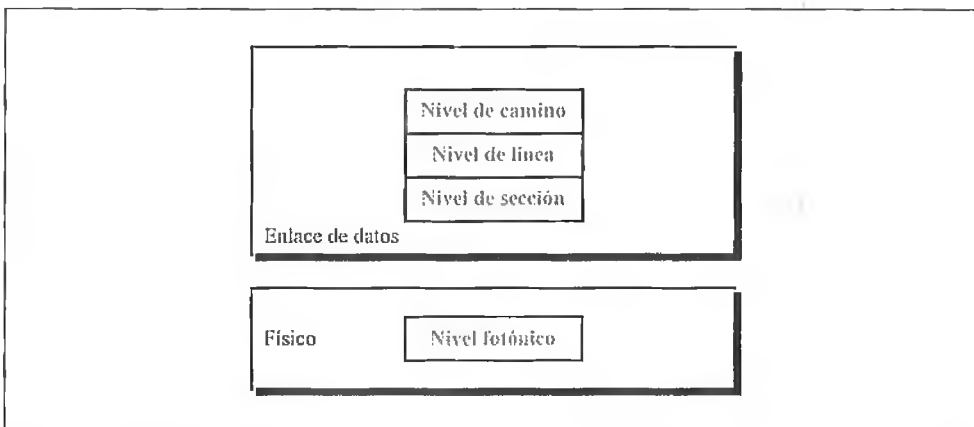 Nivel de camino
Nivel de línea
Nivel de sección
Enlace de datos
Físico
Nivel fotónico